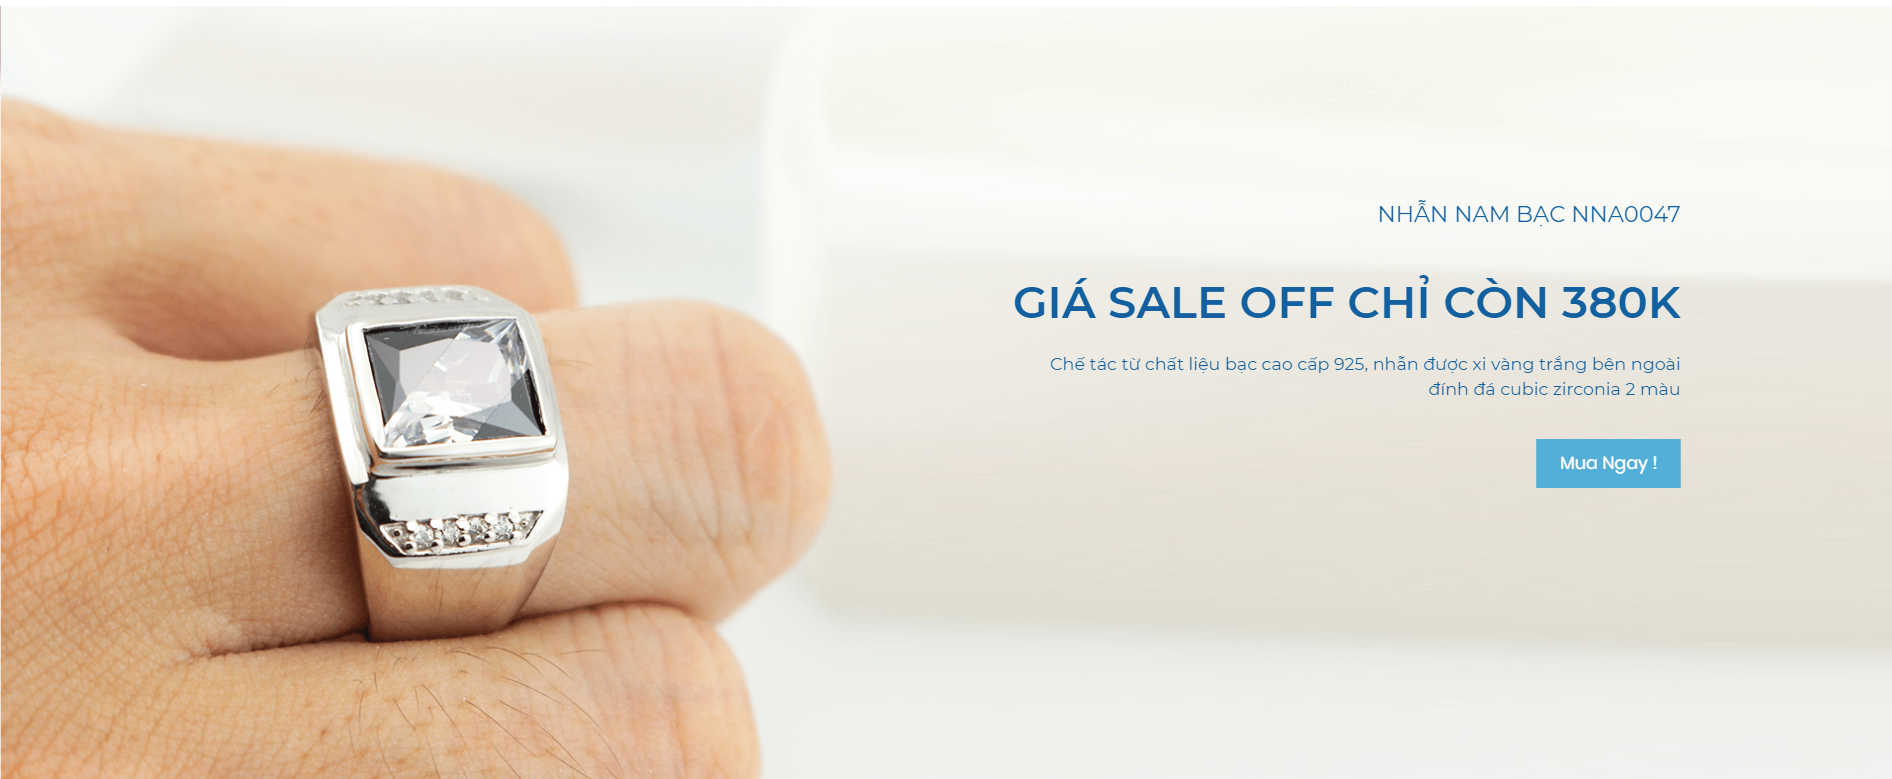 NHẪN NAM BẠC NNA0047
GIÁ SALE OFF CHỈ CÒN 380K
Chế tác từ chất liệu bạc cao cấp 925, nhẫn được xi vàng trắng bên ngoài
đính đá cubic zirconia 2 màu
Mua Ngay !